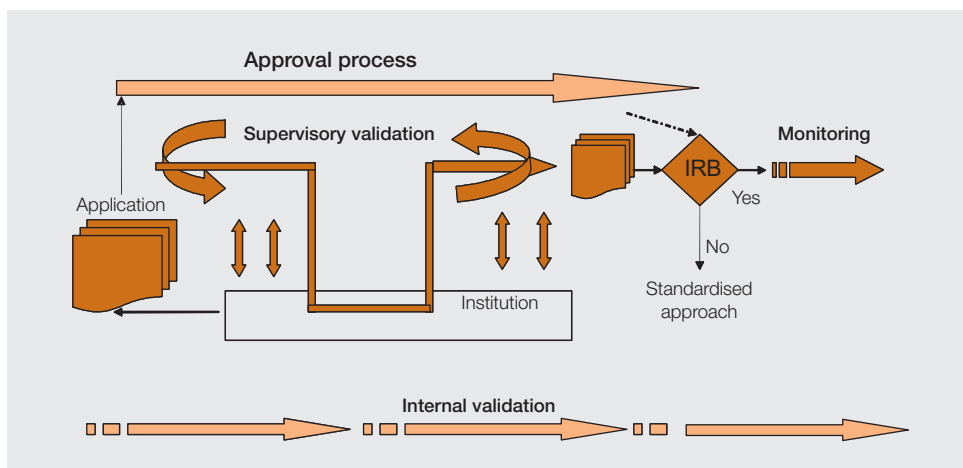 Approval process
Supervisory validation
Monitoring
IRB
Application
Yes
No
Institution
Standardised
approach
Internal validation